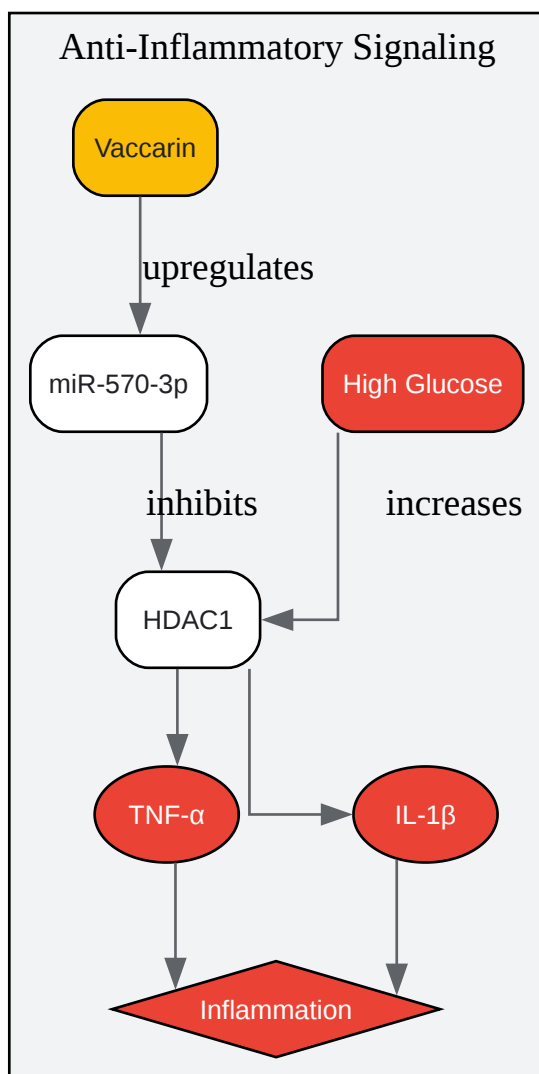 Anti-Inflammatory Signaling
Vaccarin
upregulates
miR-570-3p
High Glucose
inhibits
increases
HDAC1
TNF-α
IL-1β
Inflammation